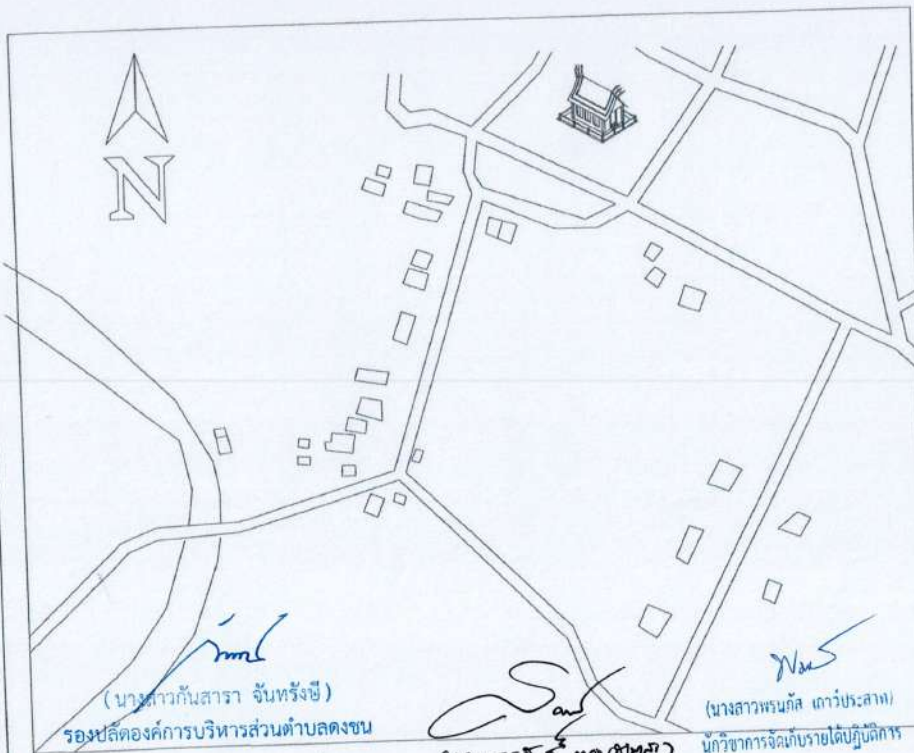 N
(นางสาวกันสารา จันทรังษี)
รองปลัดองค์การบริหารส่วนตำบลดงชน
(นางสาวพรนภัส เถาว์ประสาท)
นักวิชาการจัดเก็บรายได้ปฏิบัติการ